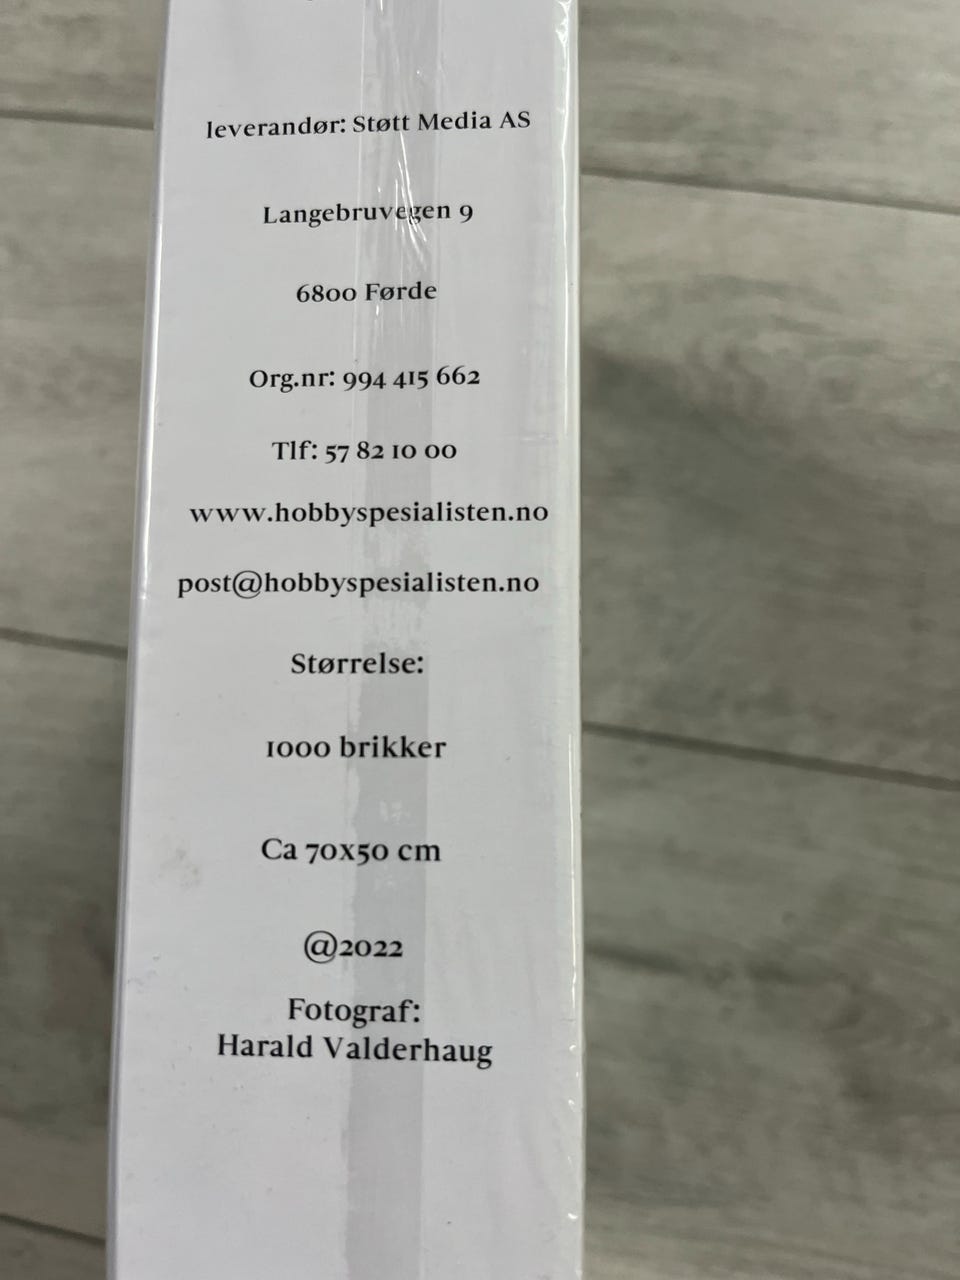 leverandør: Støtt Media AS
Langebruvegen 9
6800 Førde
Org.nr: 994 415 662
Tlf: 57 82 10 00
www.hobbyspesialisten.no
post@hobbyspesialisten.no
Størrelse:
1000 brikker
Ca 70x50 cm
@2022
Fotograf:
Harald Valderhaug